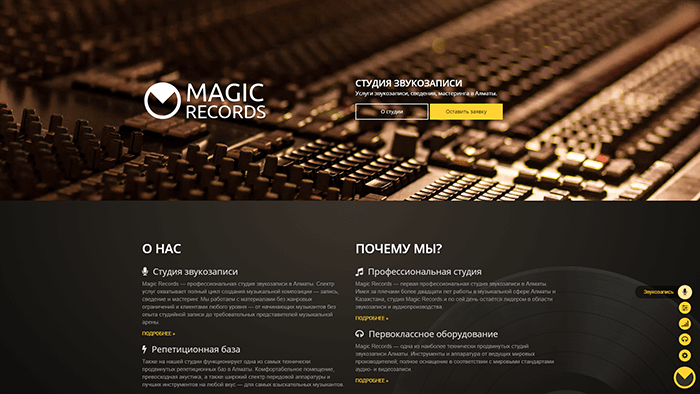 MAGIC
RECORDS
СТУДИЯ ЗВУКОЗАПИСИ
Услуги звукозаписи, сведения, мастеринга в Алматы.
О студии
Оставить заявку
О НАС
Студия звукозаписи
Magic Records — профессиональная студия звукозаписи в Алматы. Спектр
услуг охватывает полный цикл создания музыкальной композиции — запись,
сведение и мастеринг. Мы работаем с материалами без жанровых
ограничений и клиентами любого уровня — от начинающих музыкантов без
опыта студийной записи до требовательных представителей музыкальной
арены.
ПОДРОБНЕЕ »
Репетиционная база
Также на нашей студии функционирует одна из самых технически
продвинутых репетиционных баз в Алматы. Комфортабельное помещение,
превосходная акустика, а также широкий спектр передовой аппаратуры и
лучших инструментов на любой вкус — для самых взыскательных музыкантов.
ПОЧЕМУ МЫ?
Профессиональная студия
Magic Records — первая профессиональная студия звукозаписи в Алматы.
Имея за плечами более двадцати лет работы в музыкальной сфере Алматы и
Казахстана, студия Magic Records и по сей день остаётся лидером в области
звукозаписи и аудиопроизводства.
ПОДРОБНЕЕ »
Первоклассное оборудование
Magic Records — одна из наиболее технически продвинутых студий
звукозаписи Алматы. Инструменты и аппаратура от ведущих мировых
производителей, полное оснащение в соответствии с мировыми стандартами
аудио- и видеозаписи.
ПОДРОБНЕЕ »
Звукозапись